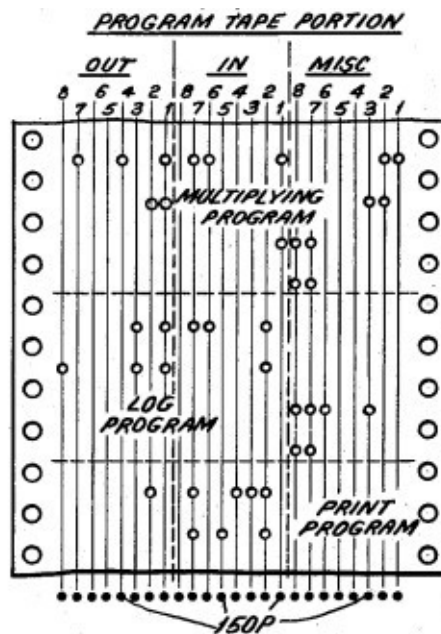 PROGRAM TAPE PORTION
OUT IN MISC
8 6 4 2 8 6 4 2 8 6 4 2
7 5 3 1 7 5 3 1 7 5 3 1
MULTIPLYING
PROGRAM
LOG
PROGRAM
PRINT
PROGRAM
150P